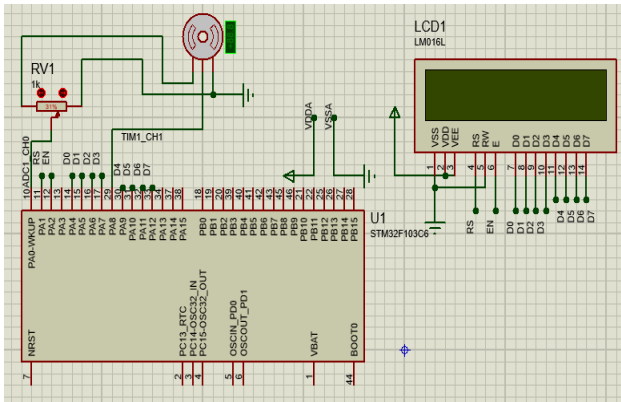 LCD1
LM016L
RV1
1k
31%
TIM1_CH1
VDDA
VSSA
ADC1_CH0
RS
EN
D0
D1
D2
D3
D4
D5
D6
D7
VSS
VDD
VEE
RS
RW
E
D0
D1
D2
D3
D4
D5
D6
D7
1
2
3
4
5
6
7
8
9
10
11
12
13
14
RS
EN
D0
D1
D2
D3
D4
D5
D6
D7
10
11
12
13
14
15
16
17
29
30
31
32
33
34
37
38
18
19
20
39
40
41
42
43
45
46
21
22
25
26
27
28
PA0-WKUP
PA1
PA2
PA3
PA4
PA5
PA6
PA7
PA8
PA9
PA10
PA11
PA12
PA13
PA14
PA15
PB0
PB1
PB2
PB3
PB4
PB5
PB6
PB7
PB8
PB9
PB10
PB11
PB12
PB13
PB14
PB15
U1
STM32F103C6
NRST
PC13_RTC
PC14-OSC32_IN
PC15-OSC32_OUT
OSCIN_PD0
OSCOUT_PD1
VBAT
BOOT0
7
2
3
4
5
6
1
44